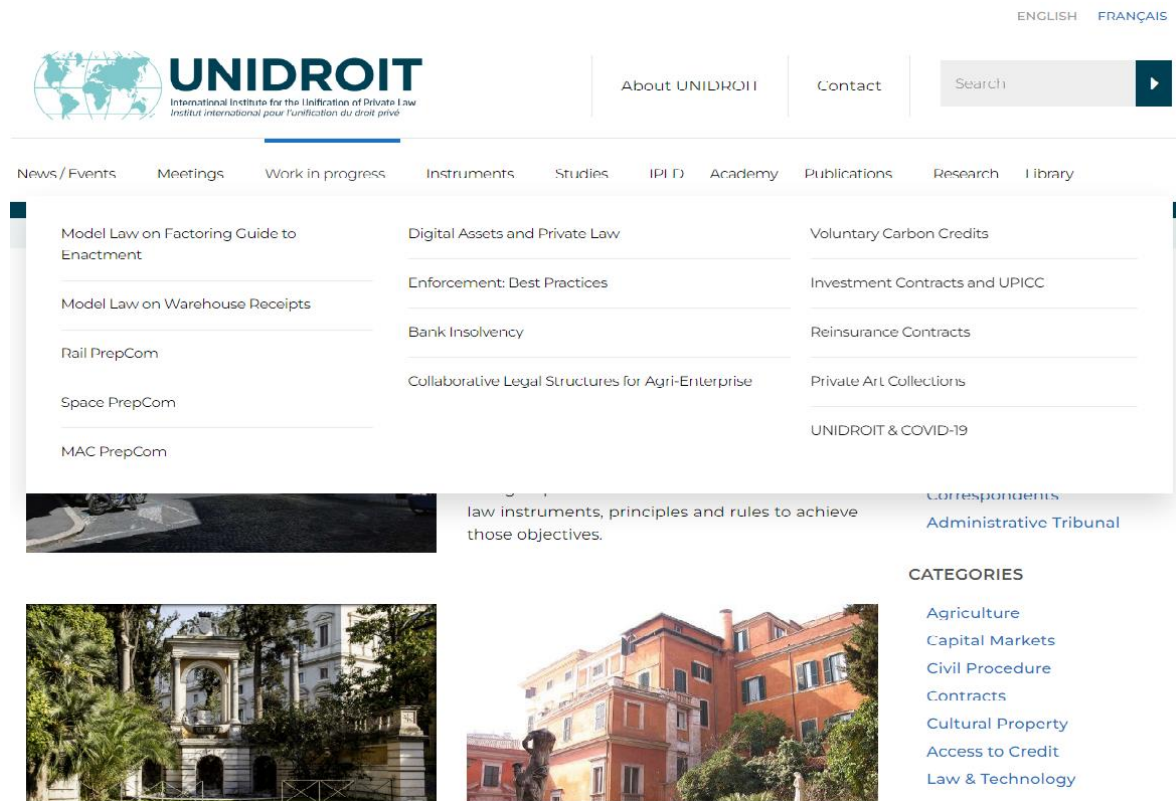 ENGLISH FRANÇAIS
UNIDROIT
International Institute for the Unification of Private Law
Institut international pour l'unification du droit privé
About UNIDROIT
Contact
Search
News / Events Meetings Work in progress Instruments Studies IPLD Academy Publications Research Library
Model Law on Factoring Guide to
Enactment
Model Law on Warehouse Receipts
Rail PrepCom
Space PrepCom
MAC PrepCom
Digital Assets and Private Law
Enforcement: Best Practices
Bank Insolvency
Collaborative Legal Structures for Agri-Enterprise
Voluntary Carbon Credits
Investment Contracts and UPICC
Reinsurance Contracts
Private Art Collections
UNIDROIT & COVID-19
law instruments, principles and rules to achieve
those objectives.
Correspondents
Administrative Tribunal
CATEGORIES
Agriculture
Capital Markets
Civil Procedure
Contracts
Cultural Property
Access to Credit
Law & Technology